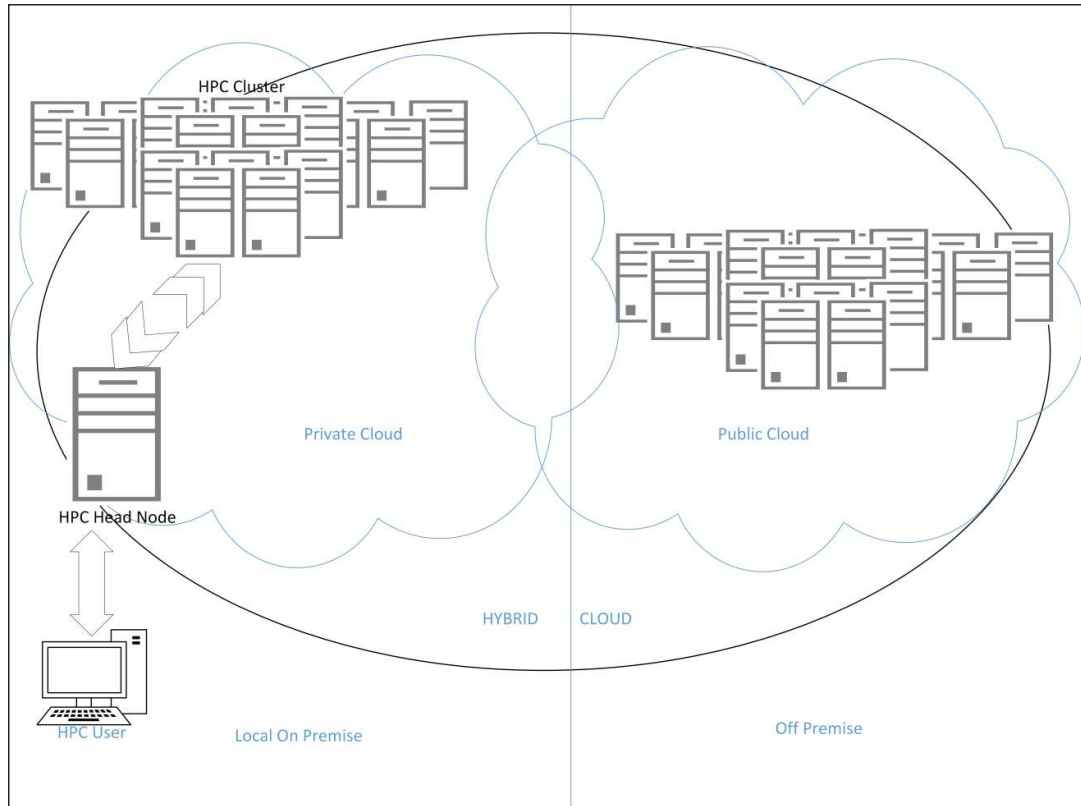 HPC Cluster
Private Cloud
Public Cloud
HPC Head Node
HYBRID CLOUD
HPC User
Local On Premise
Off Premise